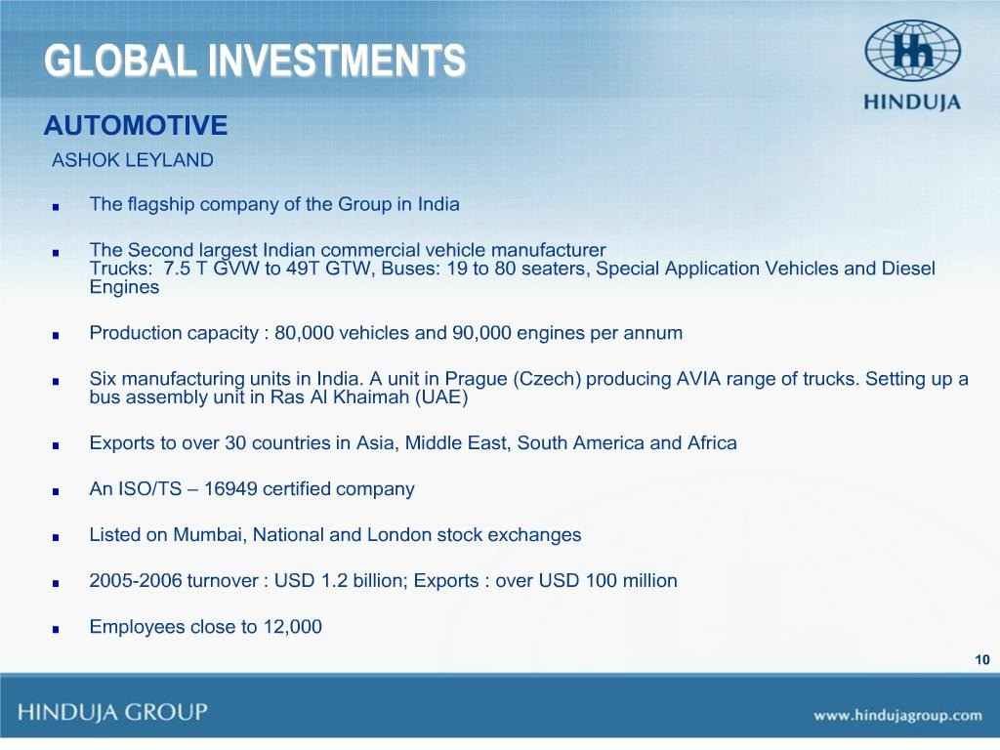 GLOBAL INVESTMENTS
Hh
HINDUJA
AUTOMOTIVE
ASHOK LEYLAND
The flagship company of the Group in India
The Second largest Indian commercial vehicle manufacturer
Trucks:  7.5 T GVW to 49T GTW, Buses: 19 to 80 seaters, Special Application Vehicles and Diesel
Engines
Production capacity : 80,000 vehicles and 90,000 engines per annum
Six manufacturing units in India. A unit in Prague (Czech) producing AVIA range of trucks. Setting up a
bus assembly unit in Ras Al Khaimah (UAE)
Exports to over 30 countries in Asia, Middle East, South America and Africa
An ISO/TS – 16949 certified company
Listed on Mumbai, National and London stock exchanges
2005-2006 turnover : USD 1.2 billion; Exports : over USD 100 million
Employees close to 12,000
10
HINDUJA GROUP
www.hindujagroup.com